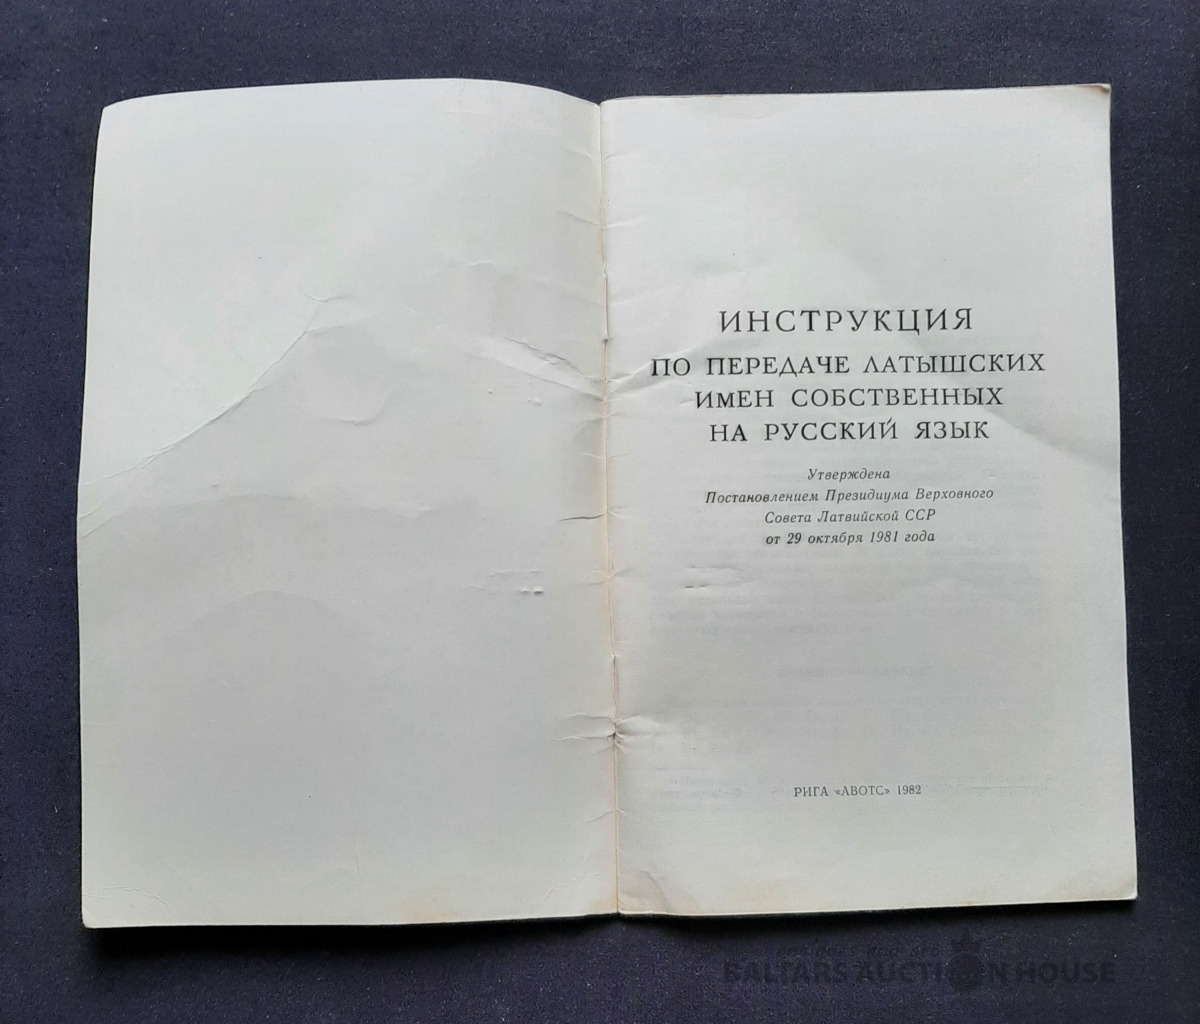 ИНСТРУКЦИЯ
ПО ПЕРЕДАЧЕ ЛАТЫШСКИХ
ИМЕН СОБСТВЕННЫХ
НА РУССКИЙ ЯЗЫК
Утверждена
Постановлением Президиума Верховного
Совета Латвийской ССР
от 29 октября 1981 года
РИГА «АВОТС» 1982
BALTARS AUCTION HOUSE